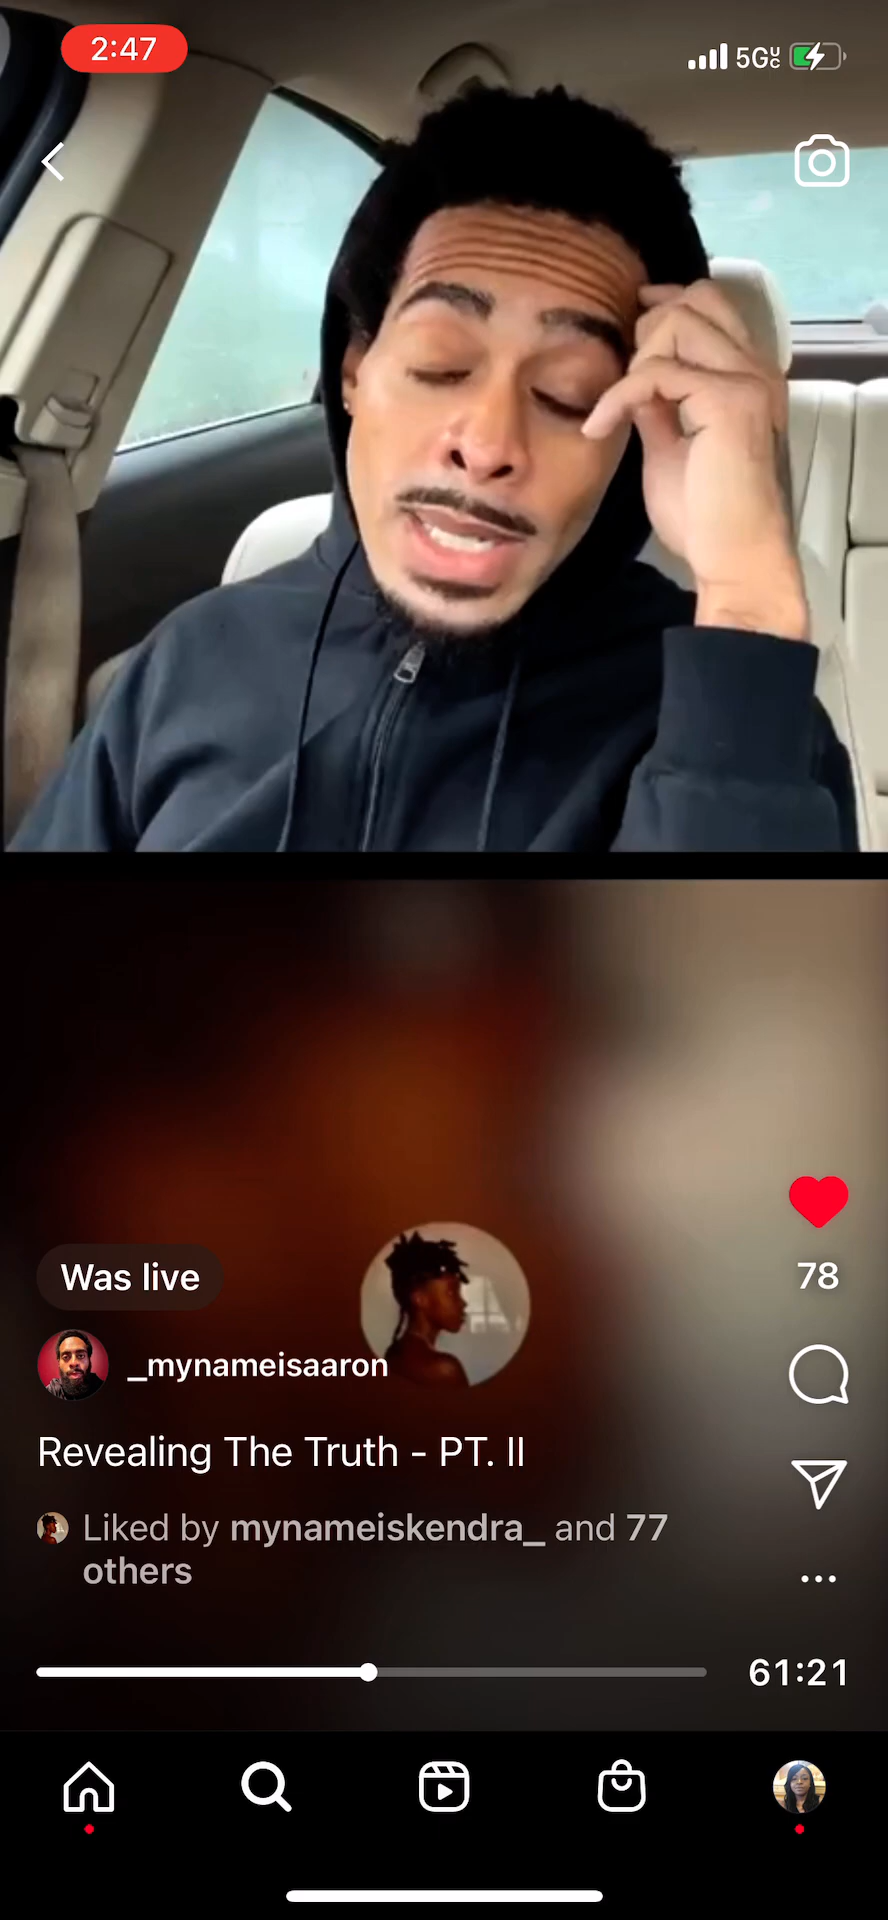 2:47
5GUC
Was live
78
_mynameisaaron
Revealing The Truth - PT. II
Liked by mynameiskendra_ and 77
others
61:21